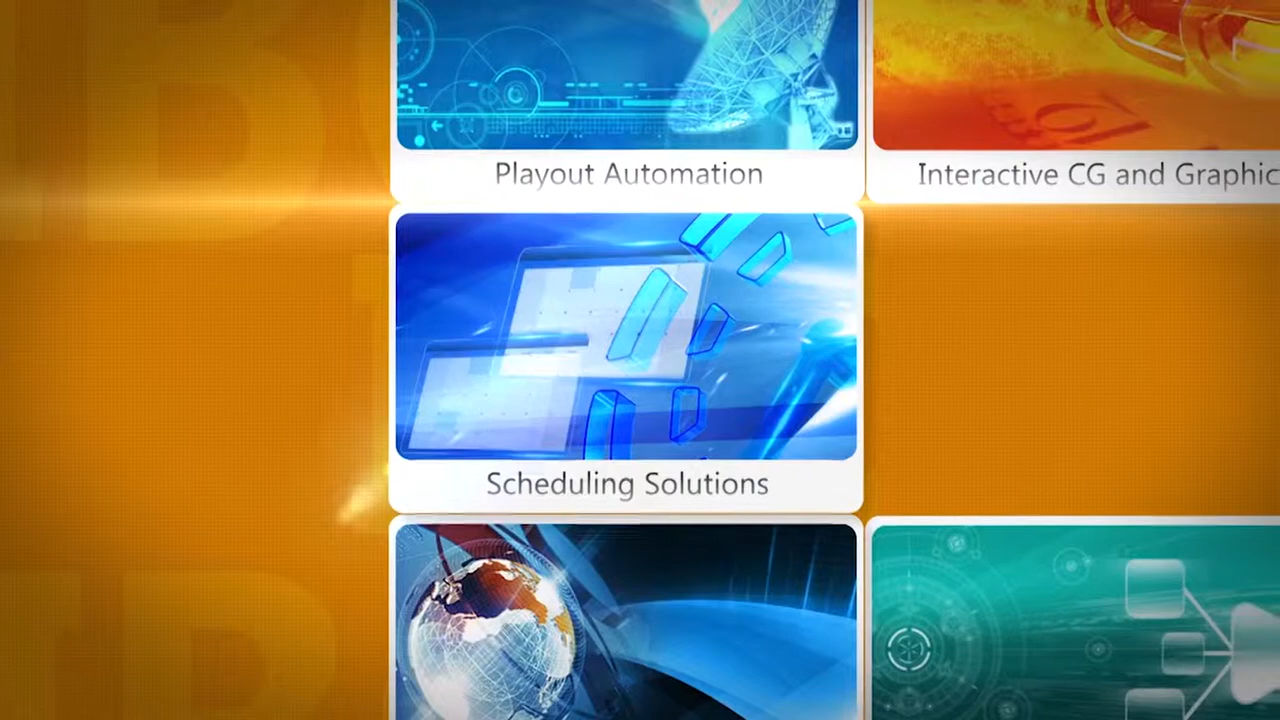 Playout Automation
Interactive CG and Graphic
Scheduling Solutions